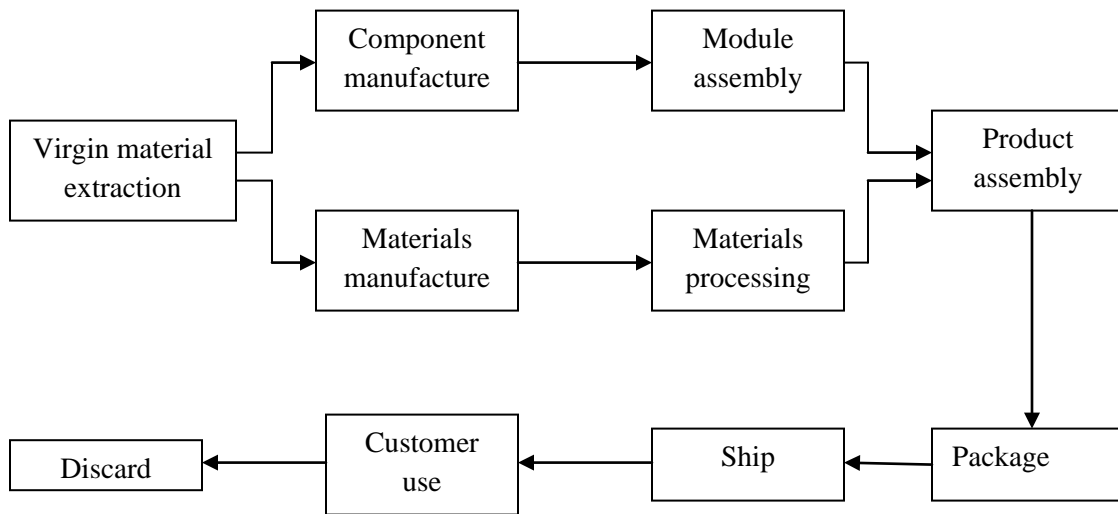 Component
manufacture
Module
assembly
Virgin material
extraction
Product
assembly
Materials
manufacture
Materials
processing
Discard
Customer
use
Ship
Package